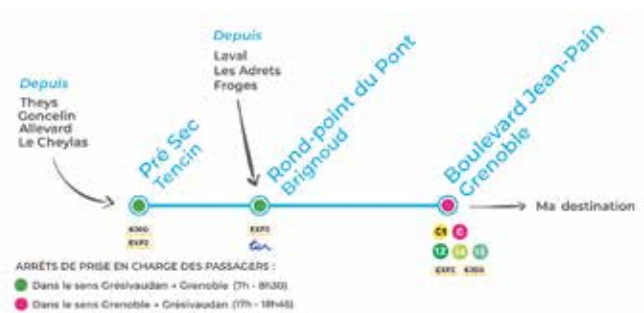 Depuis
Theys
Goncelin
Allevard
Le Cheylas
Depuis
Laval
Les Adrets
Froges
Pré Sec
Tencin
Rond-point du Pont
Brignoud
Boulevard Jean-Pain
Grenoble
Ma destination
EXP2
EXP2
C1
12
EXP2
ARRÊTS DE PRISE EN CHARGE DES PASSAGERS :
Dans le sens Grésivaudan → Grenoble (7h - 8h30)
Dans le sens Grenoble → Grésivaudan (17h - 18h45)